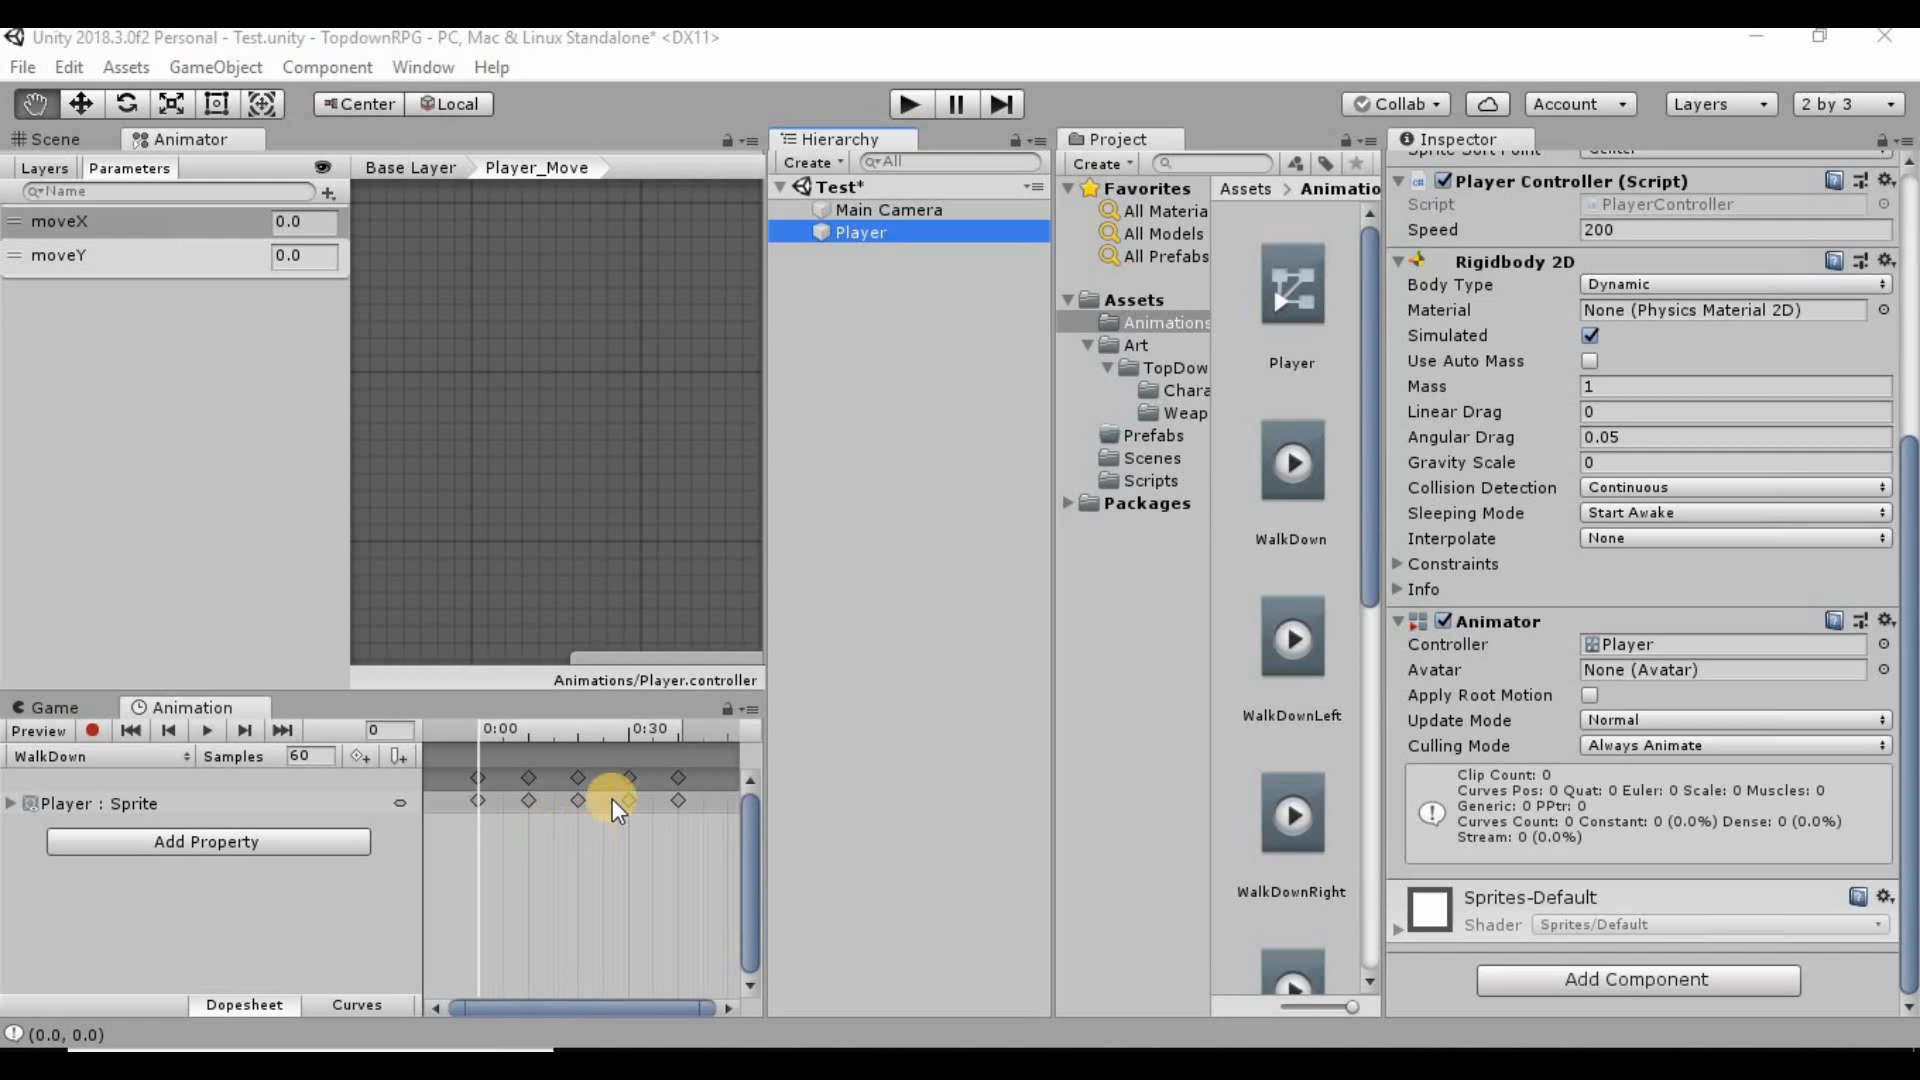 Unity 2018.3.0f2 Personal - Test.unity - TopdownRPG - PC, Mac & Linux Standalone* <DX11>
File Edit Assets GameObject Component Window Help
Center Local Collab Account Layers 2 by 3
Scene Animator
Layers Parameters Base Layer Player_Move
Name
moveX 0.0
moveY 0.0
Animations/Player.controller
Game Animation
Preview 0 0:00 0:30
WalkDown Samples 60
Player : Sprite
Add Property
Dopesheet Curves
(0.0, 0.0)
Hierarchy
Create All
Test*
Main Camera
Player
Project
Create
Favorites
All Materia
All Models
All Prefabs
Assets
Animations
Art
TopDow
Chara
Weap
Prefabs
Scenes
Scripts
Packages
Assets > Animatio
Player
WalkDown
WalkDownLeft
WalkDownRight
Inspector
Player Controller (Script)
Script PlayerController
Speed 200
Rigidbody 2D
Body Type Dynamic
Material None (Physics Material 2D)
Simulated
Use Auto Mass
Mass 1
Linear Drag 0
Angular Drag 0.05
Gravity Scale 0
Collision Detection Continuous
Sleeping Mode Start Awake
Interpolate None
Constraints
Info
Animator
Controller Player
Avatar None (Avatar)
Apply Root Motion
Update Mode Normal
Culling Mode Always Animate
Clip Count: 0
Curves Pos: 0 Quat: 0 Euler: 0 Scale: 0 Muscles: 0
Generic: 0 PPtr: 0
Curves Count: 0 Constant: 0 (0.0%) Dense: 0 (0.0%)
Stream: 0 (0.0%)
Sprites-Default
Shader Sprites/Default
Add Component